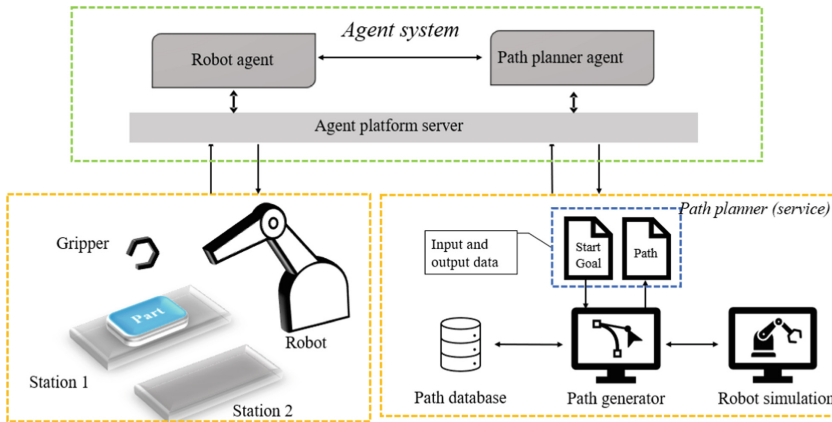 Agent system
Robot agent
Path planner agent
Agent platform server
Path planner (service)
Gripper
Input and
output data
Start
Goal
Path
Part
Robot
Station 1
Station 2
Path database
Path generator
Robot simulation